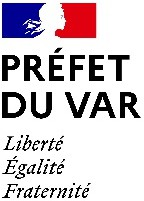 PRÉFET
DU VAR
Liberté
Égalité
Fraternité